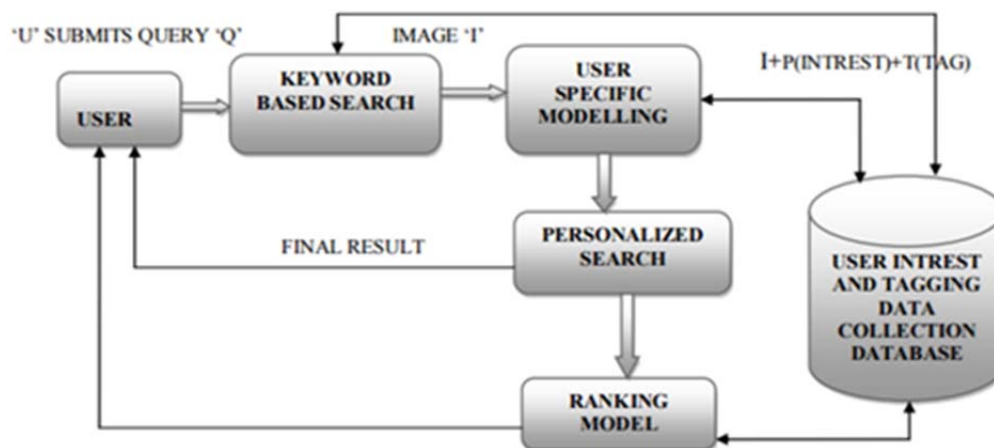 ‘U’ SUBMITS QUERY ‘Q’
IMAGE ‘I’
I+P(INTREST)+T(TAG)
USER
KEYWORD
BASED SEARCH
USER
SPECIFIC
MODELLING
FINAL RESULT
PERSONALIZED
SEARCH
USER INTREST
AND TAGGING
DATA
COLLECTION
DATABASE
RANKING
MODEL